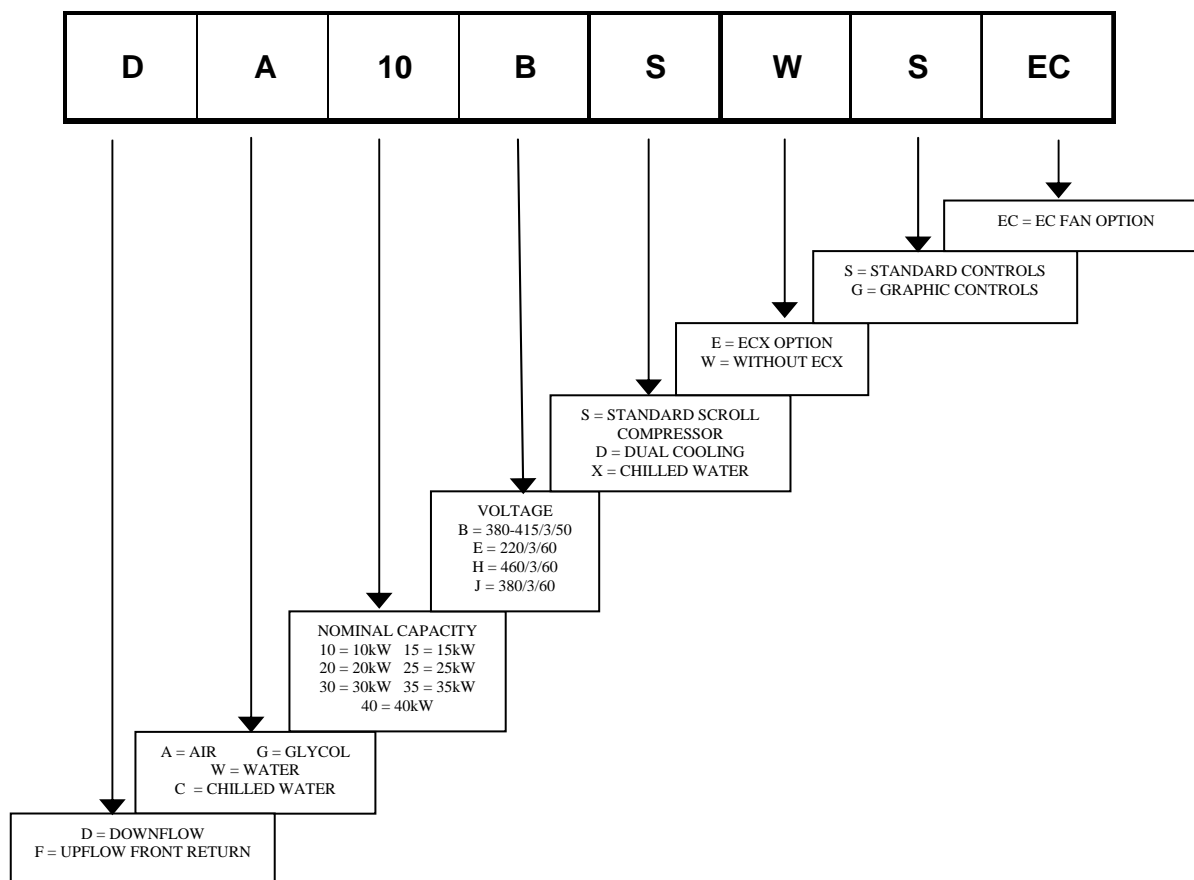 D A 10 B S W S EC
EC = EC FAN OPTION
S = STANDARD CONTROLS
G = GRAPHIC CONTROLS
E = ECX OPTION
W = WITHOUT ECX
S = STANDARD SCROLL
COMPRESSOR
D = DUAL COOLING
X = CHILLED WATER
VOLTAGE
B = 380-415/3/50
E = 220/3/60
H = 460/3/60
J = 380/3/60
NOMINAL CAPACITY
10 = 10kW 15 = 15kW
20 = 20kW 25 = 25kW
30 = 30kW 35 = 35kW
40 = 40kW
A = AIR G = GLYCOL
W = WATER
C = CHILLED WATER
D = DOWNFLOW
F = UPFLOW FRONT RETURN